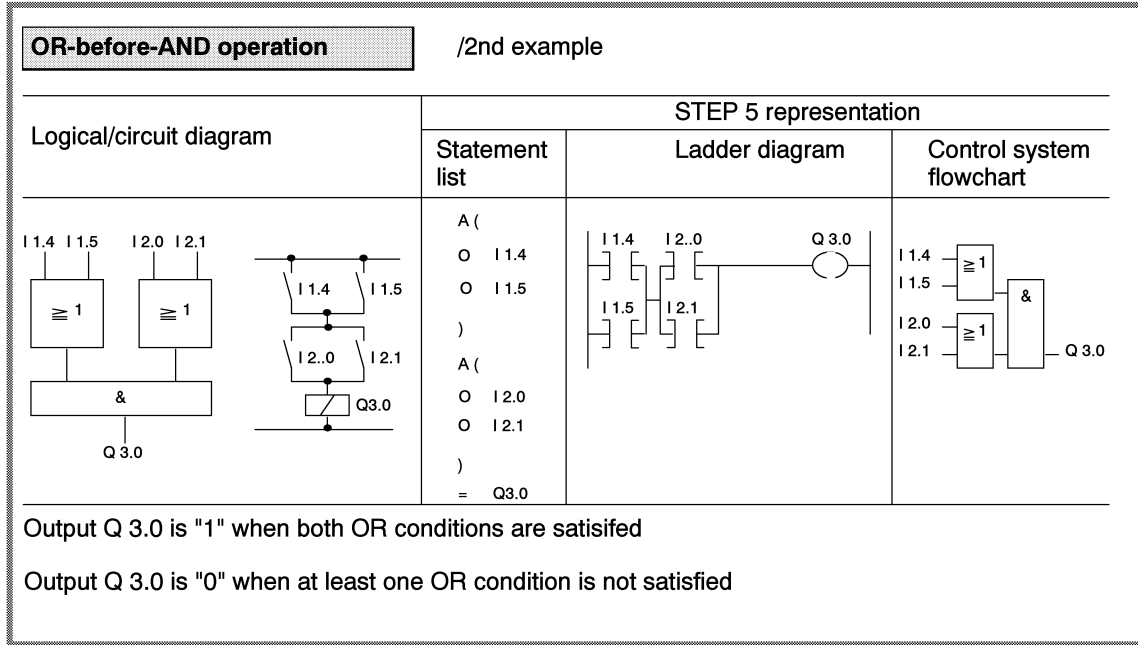 OR-before-AND operation /2nd example
STEP 5 representation
Logical/circuit diagram
Statement list
Ladder diagram
Control system flowchart
I 1.4 I 1.5 I 2.0 I 2.1
≧ 1 ≧ 1
&
Q 3.0
I 1.4 I 1.5
I 2..0 I 2.1
Q3.0
A (
O I 1.4
O I 1.5
)
A (
O I 2.0
O I 2.1
)
= Q3.0
I 1.4 I 2..0 Q 3.0
I 1.5 I 2.1
I 1.4
≧ 1
I 1.5
&
I 2.0
≧ 1
I 2.1 Q 3.0
Output Q 3.0 is "1" when both OR conditions are satisifed
Output Q 3.0 is "0" when at least one OR condition is not satisfied